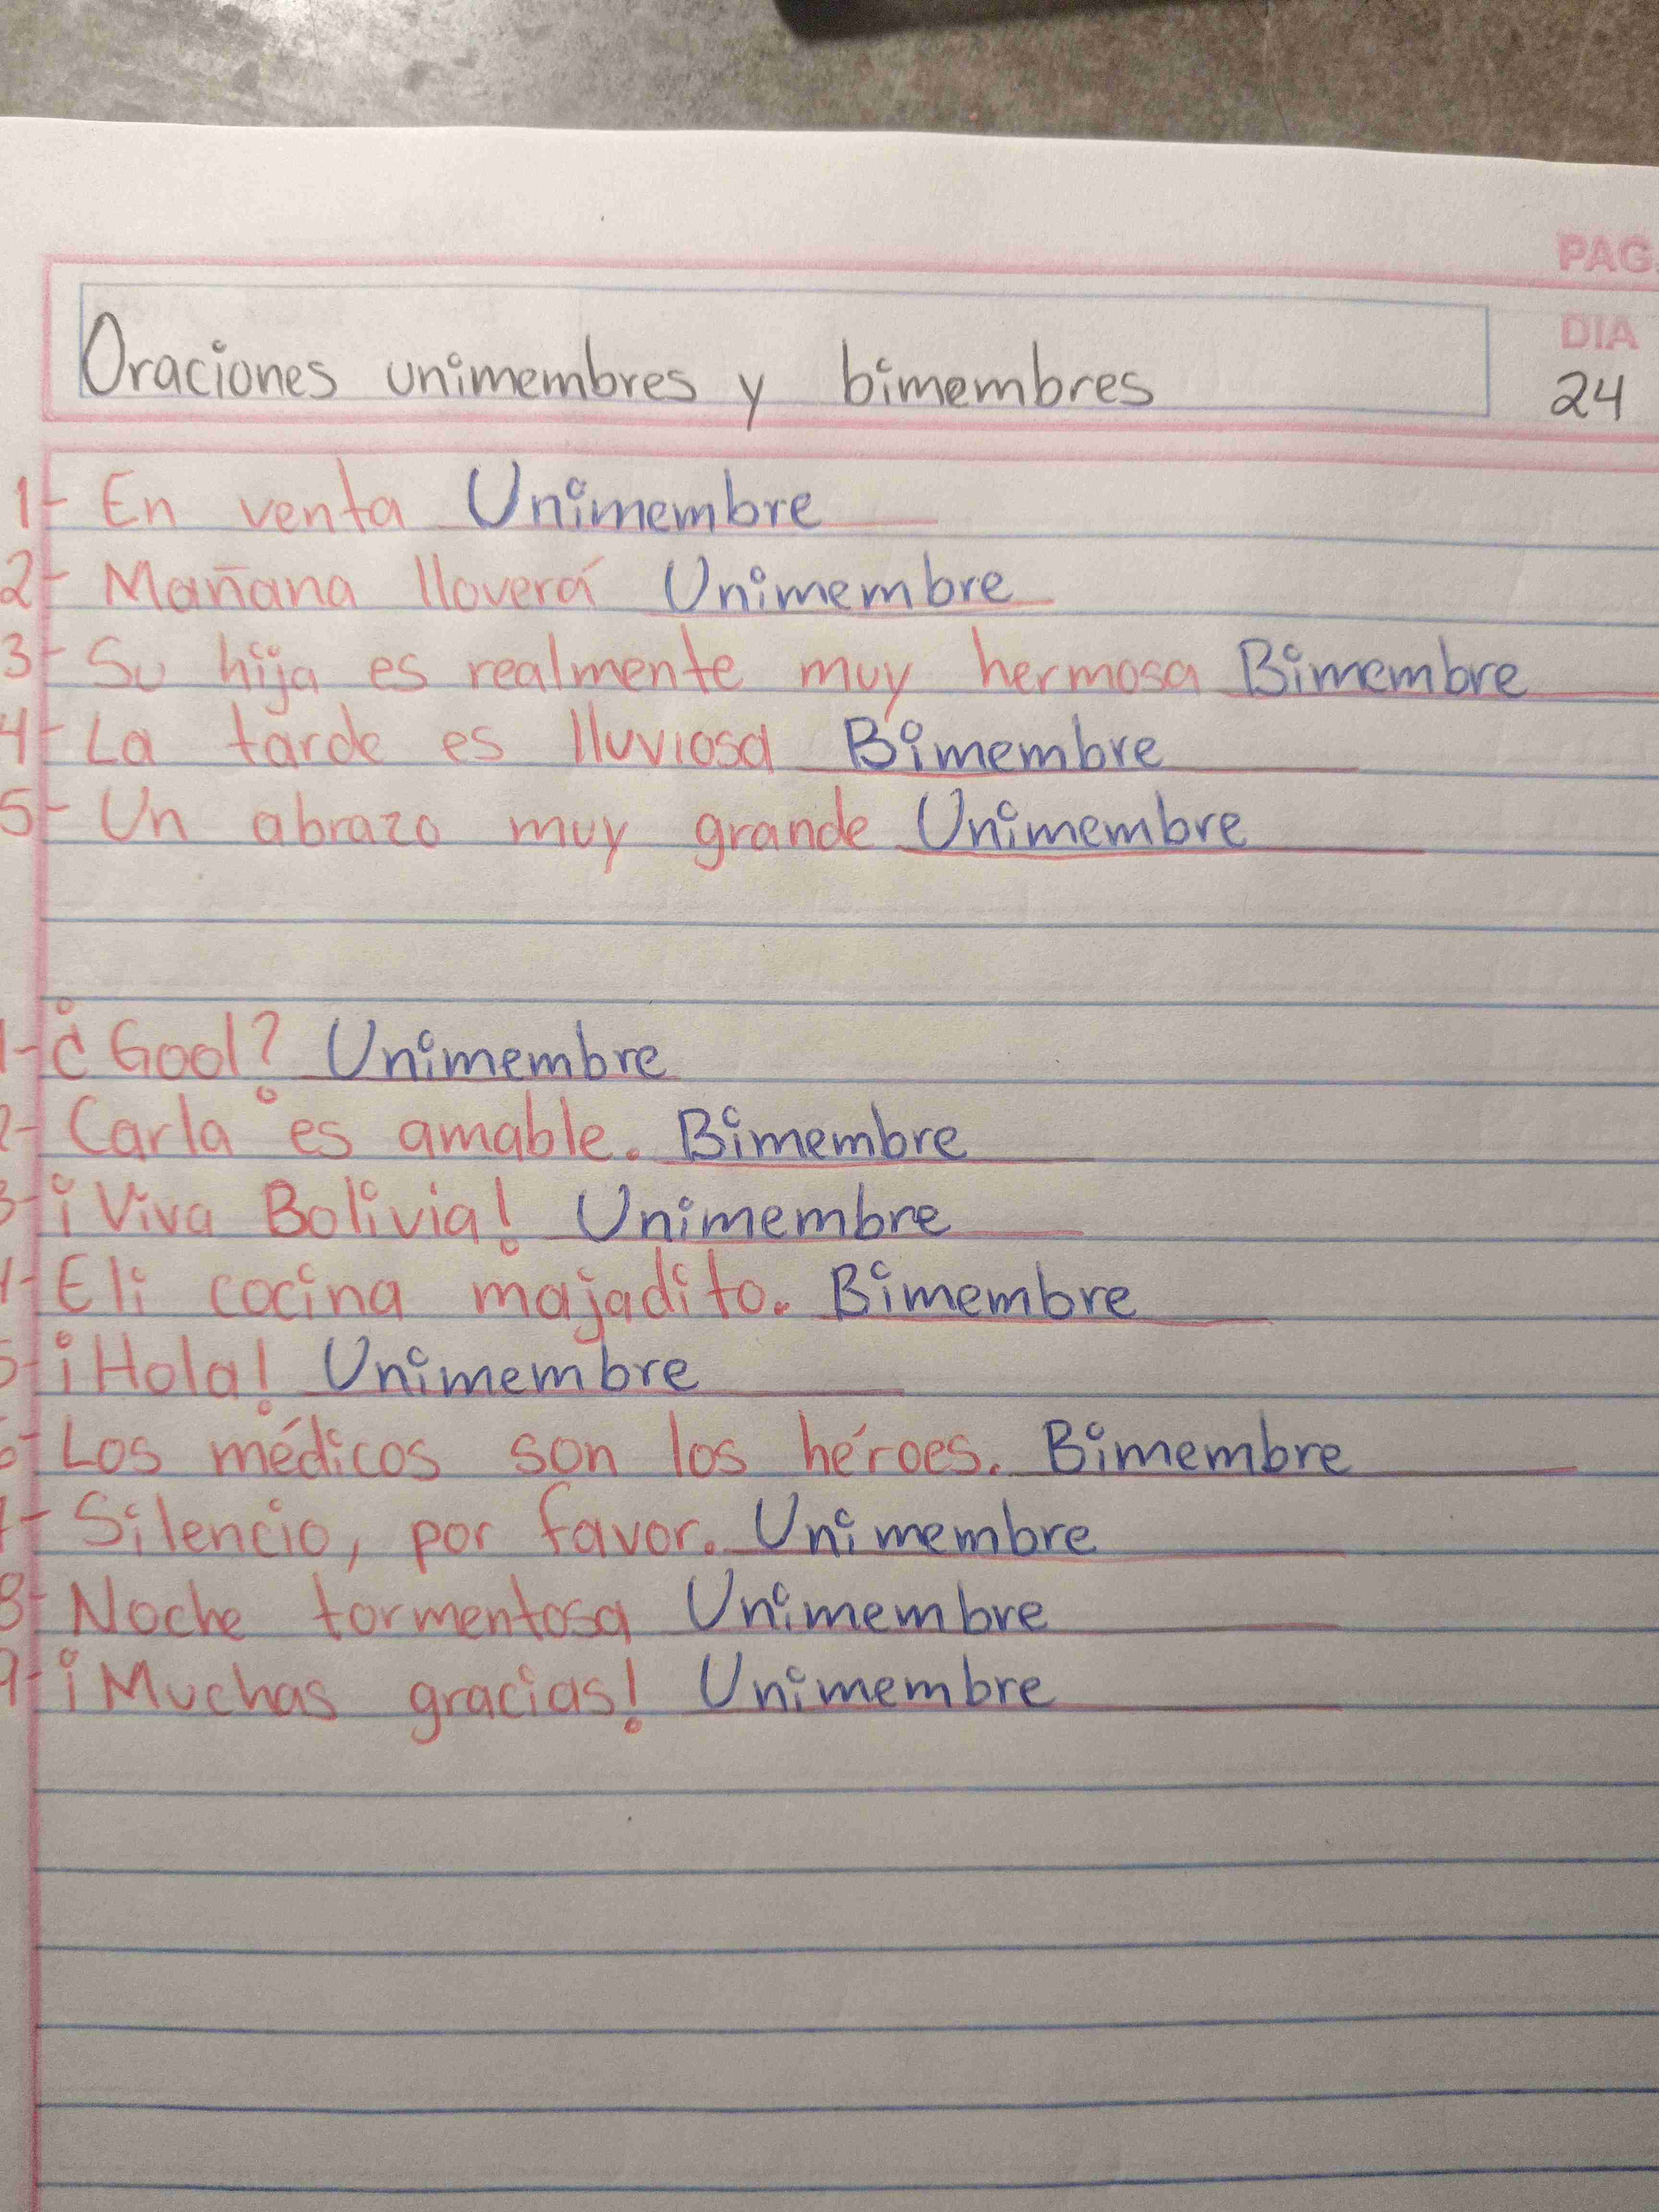 PAG.
DIA
Oraciones unimembres y bimembres 24
1- En venta Unimembre
2- Mañana lloverá Unimembre
3- Su hija es realmente muy hermosa Bimembre
4- La tarde es lluviosa Bimembre
5- Un abrazo muy grande Unimembre
1- ¿Gool? Unimembre
2- Carla es amable. Bimembre
3- ¡Viva Bolivia! Unimembre
4- Eli cocina majadito. Bimembre
5- ¡Hola! Unimembre
6- Los médicos son los héroes. Bimembre
7- Silencio, por favor. Unimembre
8- Noche tormentosa Unimembre
9- ¡Muchas gracias! Unimembre